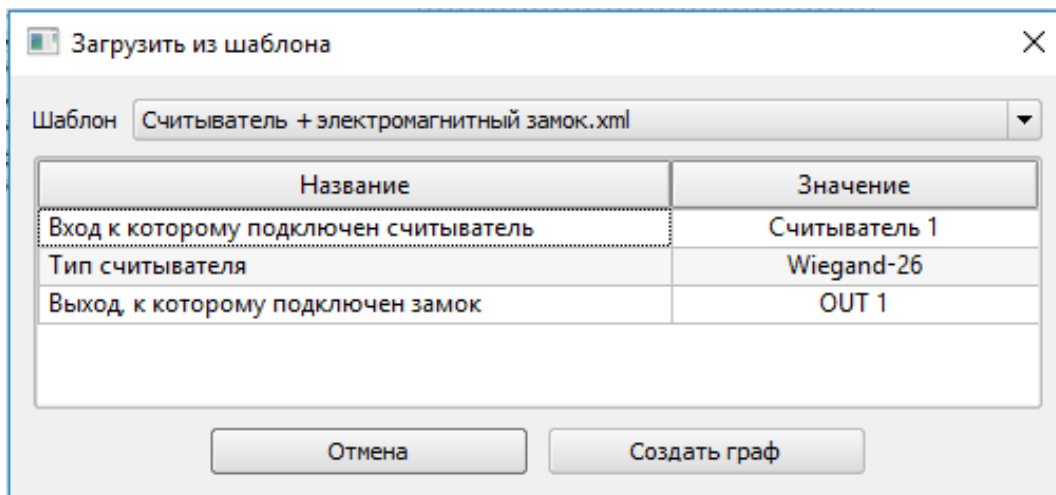 Загрузить из шаблона
Шаблон Считыватель + электромагнитный замок.xml
Название Значение
Вход к которому подключен считыватель Считыватель 1
Тип считывателя Wiegand-26
Выход, к которому подключен замок OUT 1
Отмена Создать граф